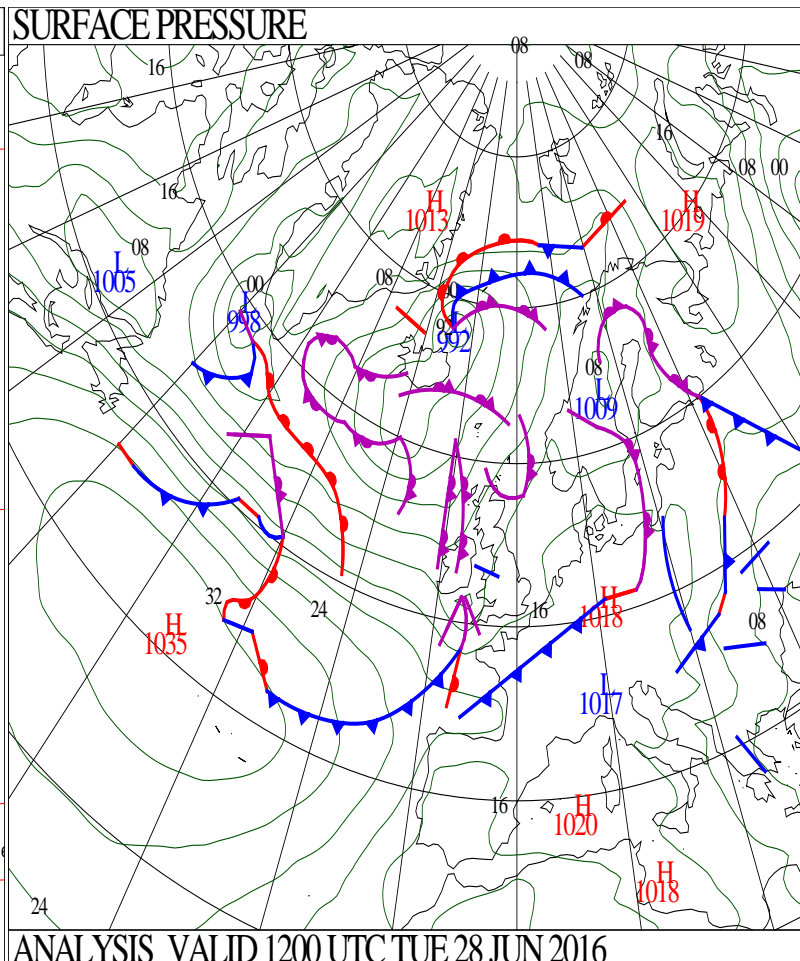 SURFACE PRESSURE
08
08
16
16
16
08
00
H
1013
H
1019
L
1005
08
00
L
998
08
L
992
08
L
1009
32
24
16
H
1018
08
H
1035
L
1017
16
H
1020
H
1018
24
ANALYSIS VALID 1200 UTC TUE 28 JUN 2016